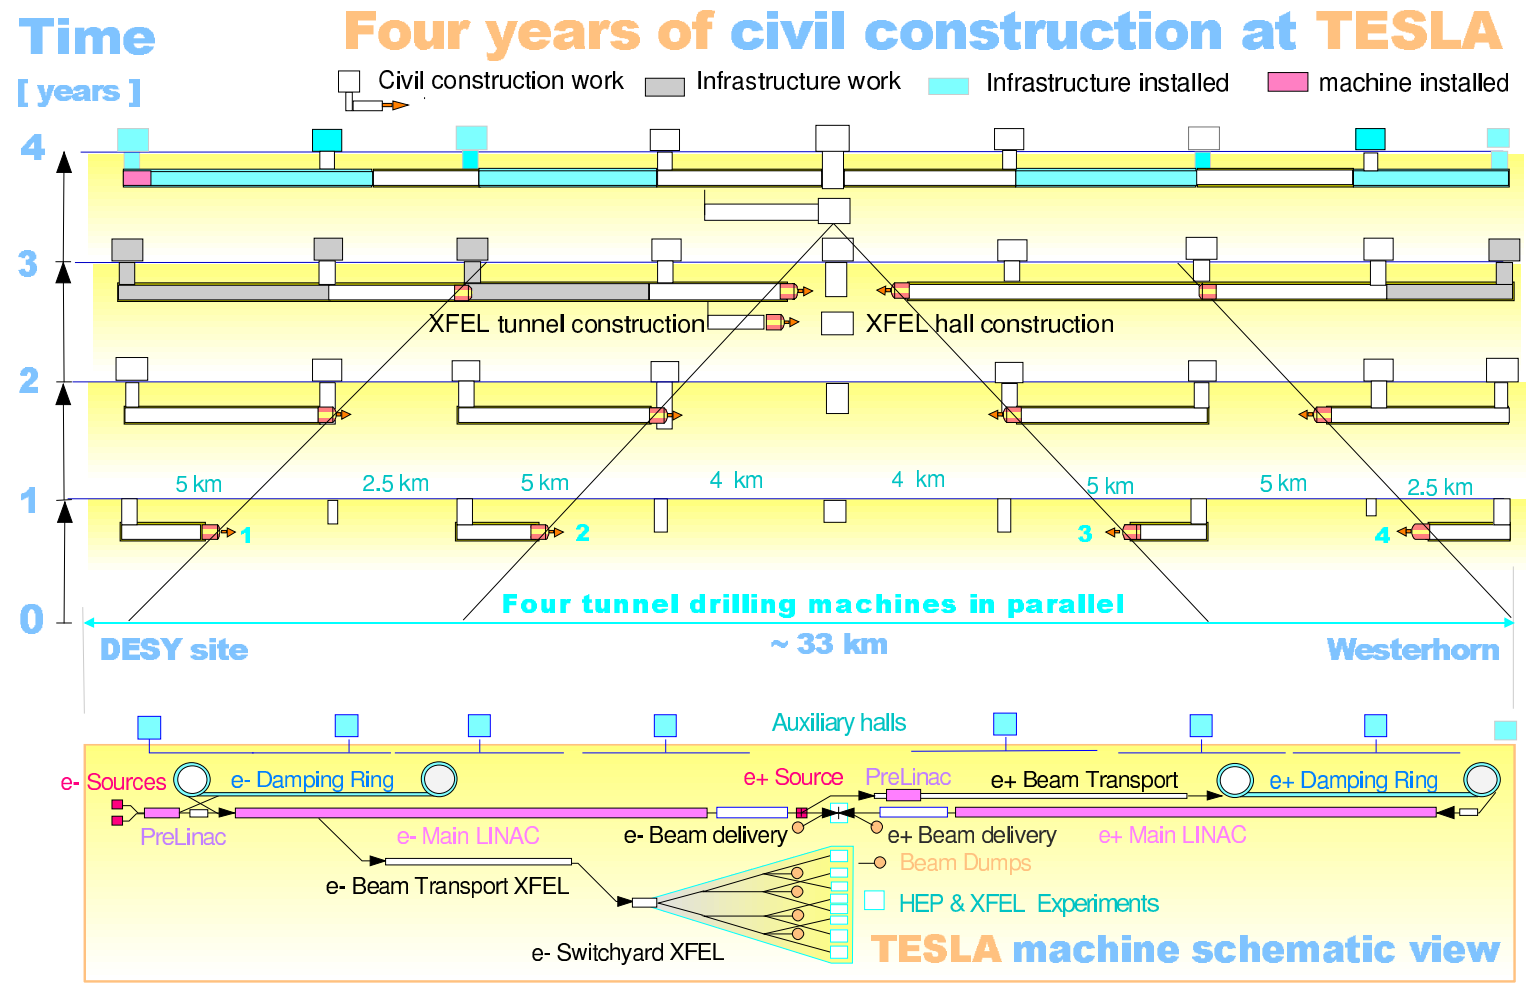 Time
Four years of civil construction at TESLA
[ years ]
Civil construction work
Infrastructure work
Infrastructure installed
machine installed
4
3
XFEL tunnel construction
XFEL hall construction
2
5 km
2.5 km
5 km
4 km
4 km
5 km
5 km
2.5 km
1
1
2
3
4
0
Four tunnel drilling machines in parallel
DESY site
~ 33 km
Westerhorn
Auxiliary halls
e- Sources
e- Damping Ring
e+ Source
PreLinac
e+ Beam Transport
e+ Damping Ring
PreLinac
e- Main LINAC
e- Beam delivery
e+ Beam delivery
e+ Main LINAC
Beam Dumps
e- Beam Transport XFEL
HEP & XFEL Experiments
e- Switchyard XFEL
TESLA machine schematic view